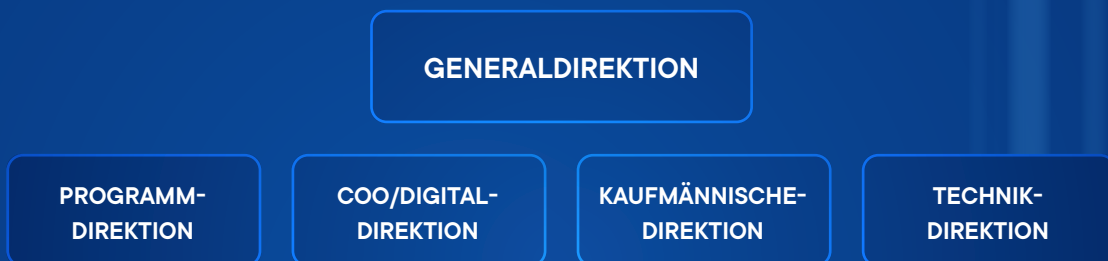 GENERALDIREKTION
PROGRAMM-
DIREKTION
COO/DIGITAL-
DIREKTION
KAUFMÄNNISCHE-
DIREKTION
TECHNIK-
DIREKTION